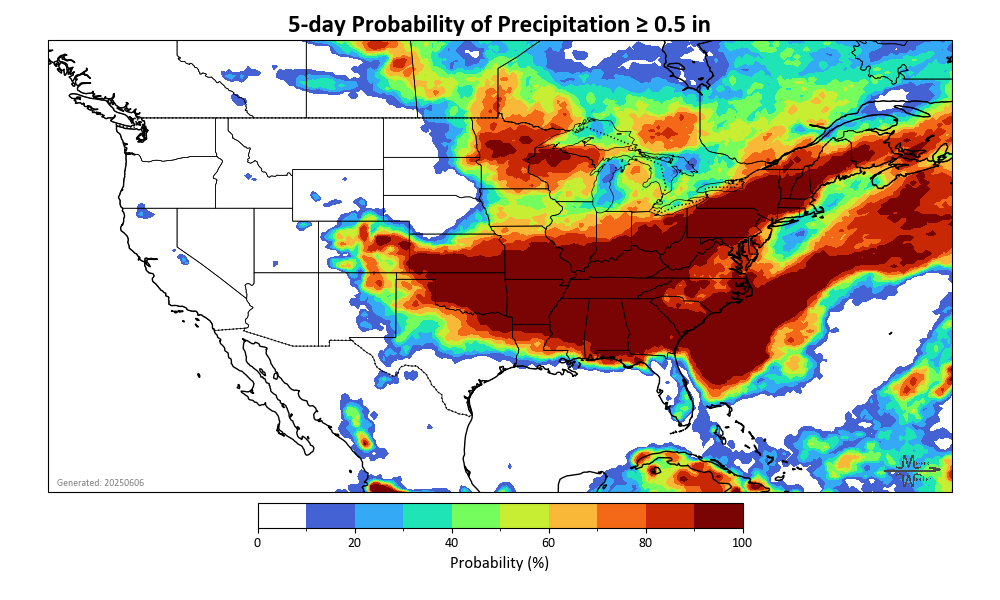 5-day Probability of Precipitation ≥ 0.5 in
Generated: 20250606
0 20 40 60 80 100
Probability (%)